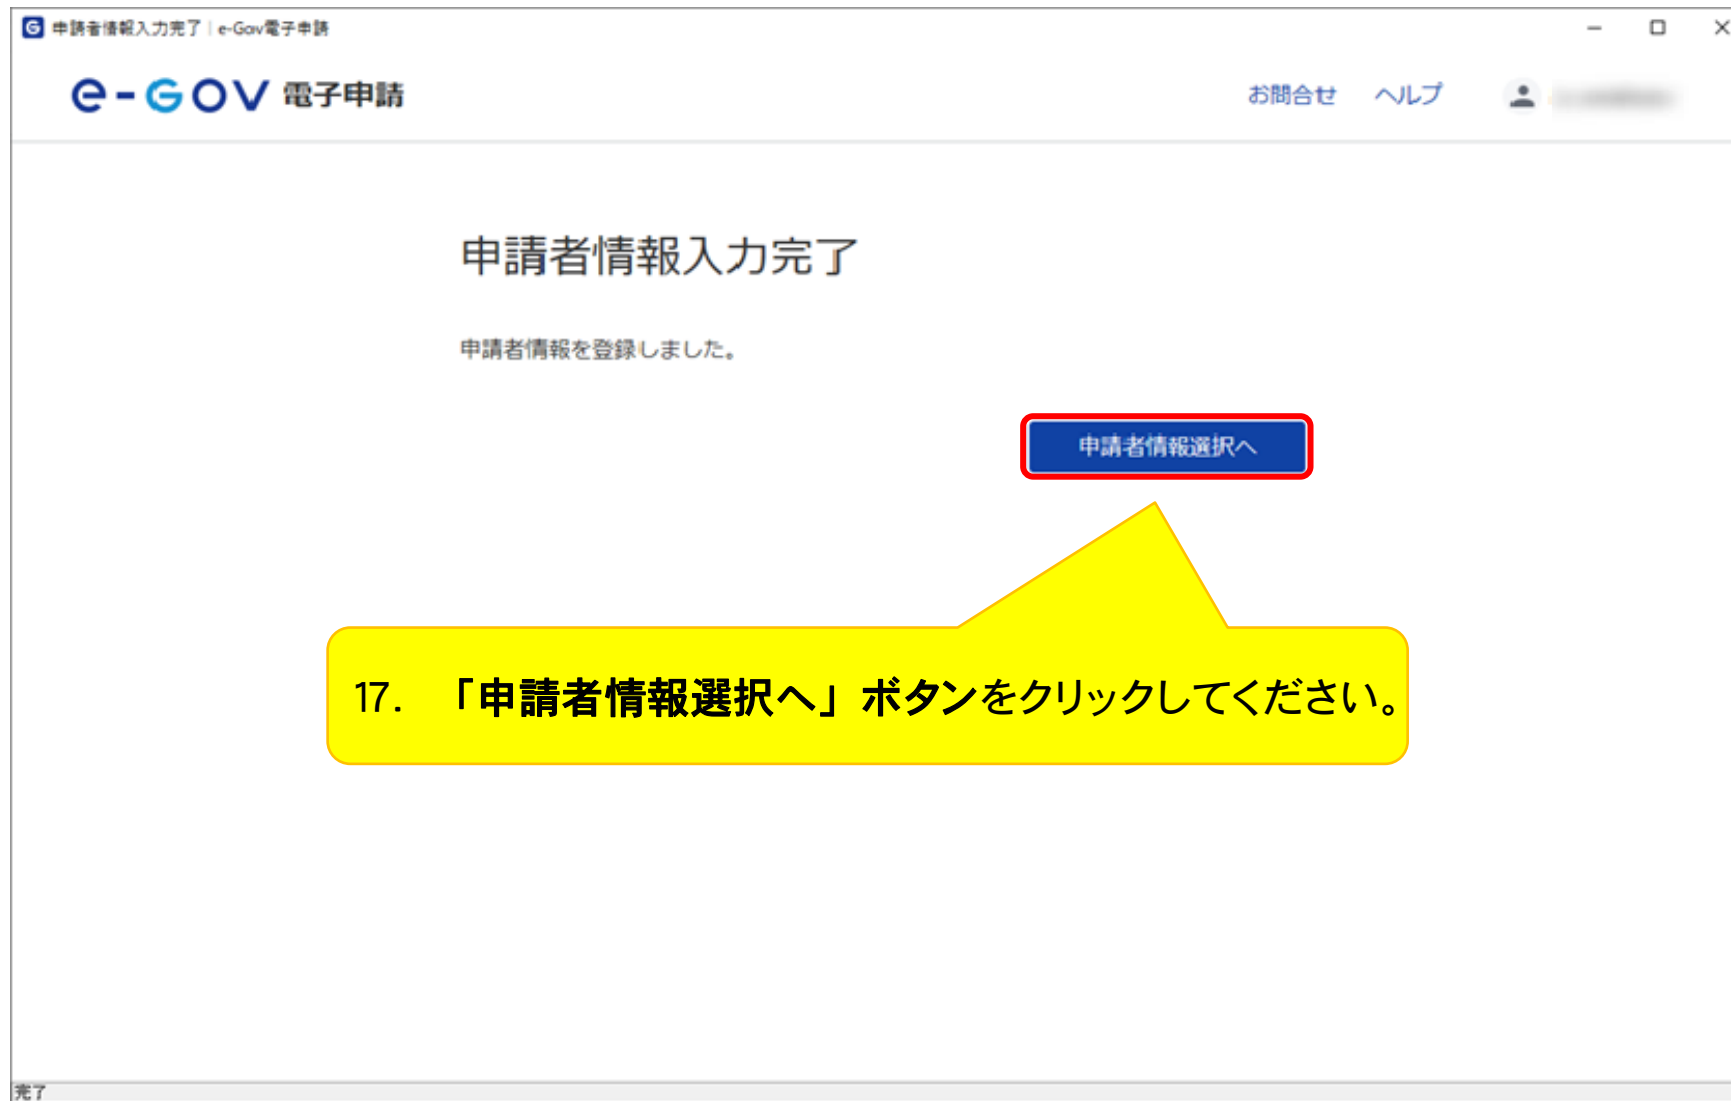 申請者情報入力完了｜e-Gov電子申請
e-GOV 電子申請
お問合せ ヘルプ
申請者情報入力完了
申請者情報を登録しました。
申請者情報選択へ
17. 「申請者情報選択へ」ボタンをクリックしてください。
完了